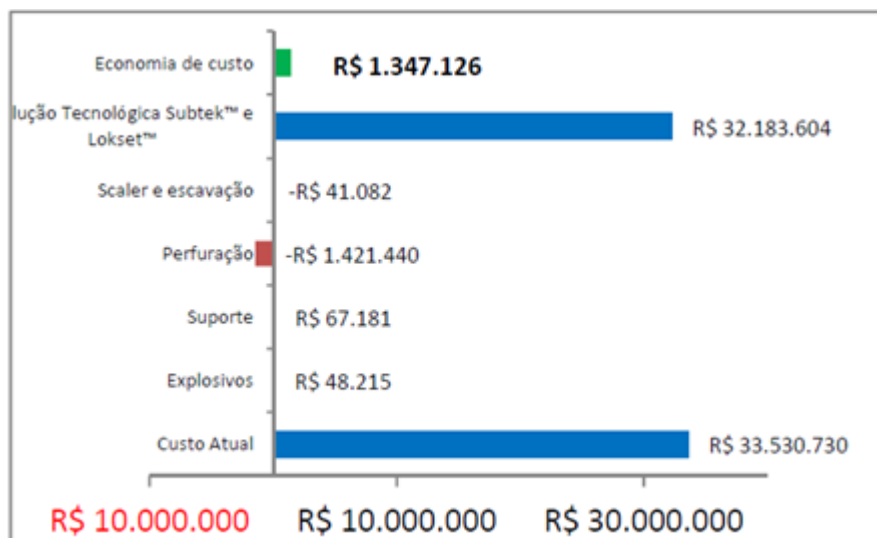 Economia de custo
R$ 1.347.126
lução Tecnológica Subtek™ e
Lokset™
R$ 32.183.604
Scaler e escavação
-R$ 41.082
Perfuração
-R$ 1.421.440
Suporte
R$ 67.181
Explosivos
R$ 48.215
Custo Atual
R$ 33.530.730
R$ 10.000.000
R$ 10.000.000
R$ 30.000.000